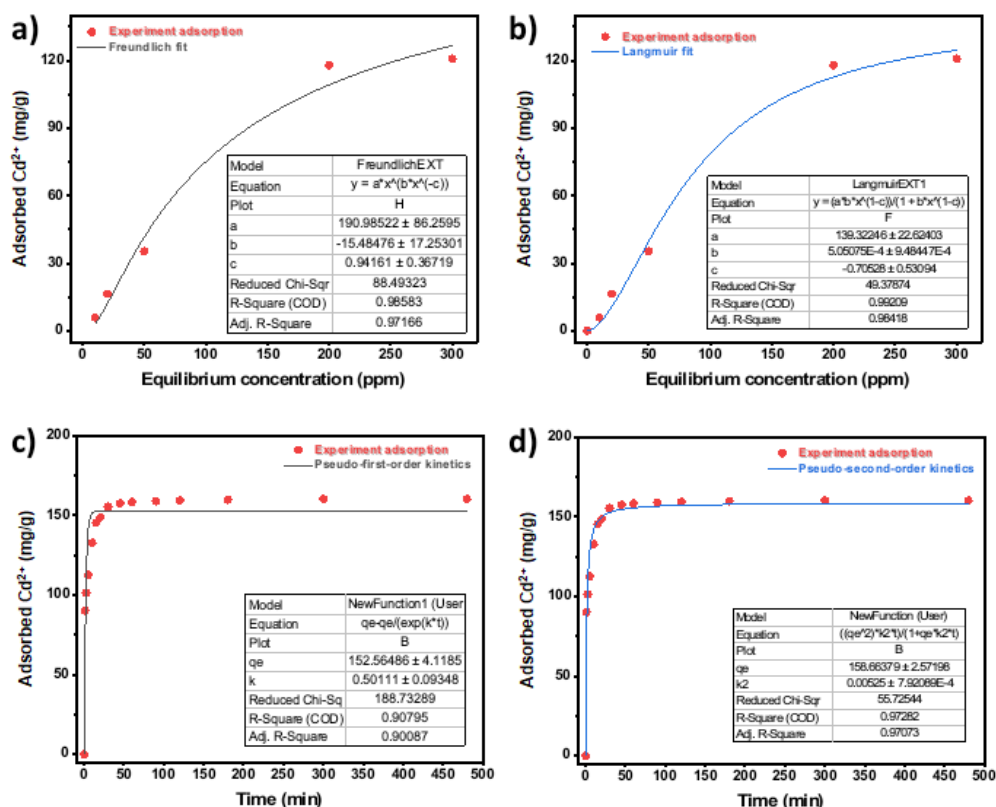 a)
Experiment adsorption
Freundlich fit
Adsorbed Cd²⁺ (mg/g)
120
90
60
30
0
Model FreundlichEXT
Equation y = a*x^(b*x^(-c))
Plot H
a 190.98522 ± 86.2595
b -15.48476 ± 17.25301
c 0.94161 ± 0.36719
Reduced Chi-Sqr 88.49323
R-Square (COD) 0.98583
Adj. R-Square 0.97166
0 50 100 150 200 250 300
Equilibrium concentration (ppm)
b)
Experiment adsorption
Langmuir fit
Adsorbed Cd²⁺ (mg/g)
120
90
60
30
0
Model LangmuirEXT1
Equation y = (a*b*x^(1-c))/(1 + b*x^(1-c))
Plot F
a 139.32246 ± 22.62403
b 5.05075E-4 ± 9.48447E-4
c -0.70528 ± 0.53094
Reduced Chi-Sqr 49.37874
R-Square (COD) 0.99209
Adj. R-Square 0.98418
0 50 100 150 200 250 300
Equilibrium concentration (ppm)
c)
Experiment adsorption
Pseudo-first-order kinetics
Adsorbed Cd²⁺ (mg/g)
200
150
100
50
0
Model NewFunction1 (User
Equation qe-qe/(exp(k*t))
Plot B
qe 152.56486 ± 4.1185
k 0.50111 ± 0.09348
Reduced Chi-Sq 188.73289
R-Square (COD) 0.90795
Adj. R-Square 0.90087
0 50 100 150 200 250 300 350 400 450 500
Time (min)
d)
Experiment adsorption
Pseudo-second-order kinetics
Adsorbed Cd²⁺ (mg/g)
200
150
100
50
0
Model NewFunction (User)
Equation ((qe^2)*k2*t)/(1+qe*k2*t)
Plot B
qe 158.66379 ± 2.57198
k2 0.00525 ± 7.92089E-4
Reduced Chi-Sqr 55.72544
R-Square (COD) 0.97282
Adj. R-Square 0.97073
0 50 100 150 200 250 300 350 400 450 500
Time (min)